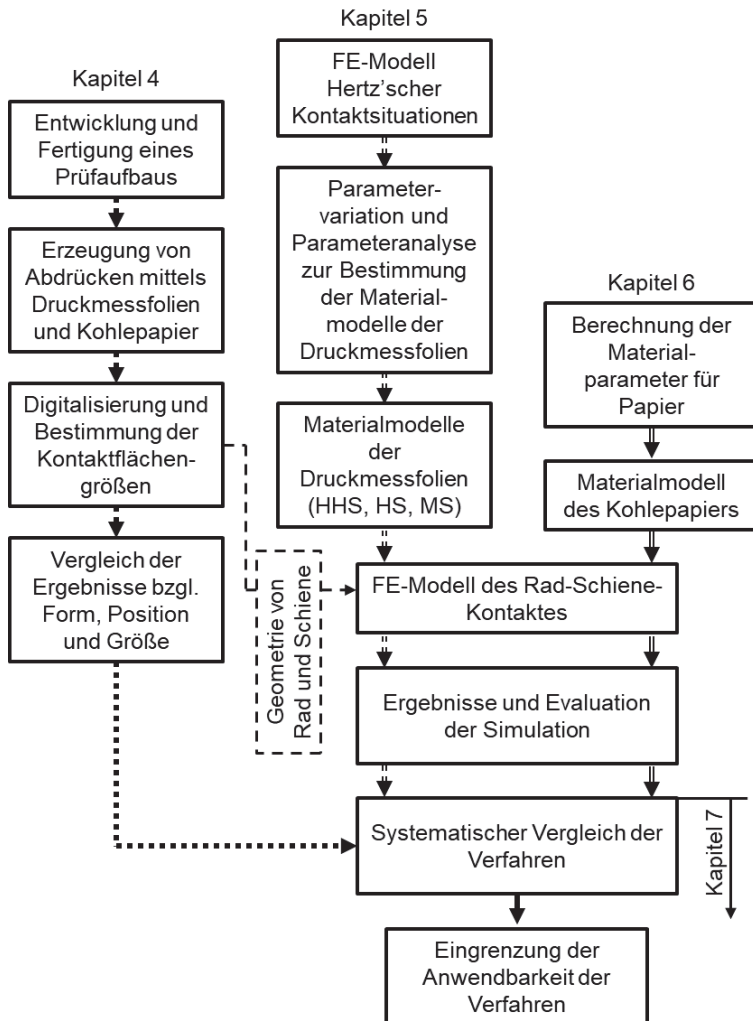 Kapitel 4
Entwicklung und
Fertigung eines
Prüfaufbaus
Erzeugung von
Abdrücken mittels
Druckmessfolien
und Kohlepapier
Digitalisierung und
Bestimmung der
Kontaktflächen-
größen
Vergleich der
Ergebnisse bzgl.
Form, Position
und Größe
Geometrie von
Rad und Schiene
Kapitel 5
FE-Modell
Hertz'scher
Kontaktsituationen
Parameter-
variation und
Parameteranalyse
zur Bestimmung
der Material-
modelle der
Druckmessfolien
Materialmodelle
der
Druckmessfolien
(HHS, HS, MS)
Kapitel 6
Berechnung der
Material-
parameter für
Papier
Materialmodell
des Kohlepapiers
FE-Modell des Rad-Schiene-
Kontaktes
Ergebnisse und Evaluation
der Simulation
Systematischer Vergleich der
Verfahren
Kapitel 7
Eingrenzung der
Anwendbarkeit der
Verfahren